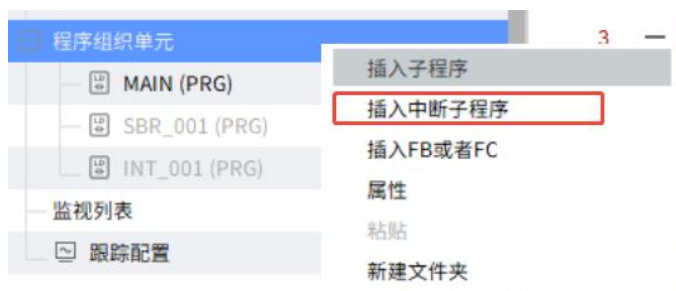 程序组织单元
MAIN (PRG)
SBR_001 (PRG)
INT_001 (PRG)
监视列表
跟踪配置
3
插入子程序
插入中断子程序
插入FB或者FC
属性
粘贴
新建文件夹